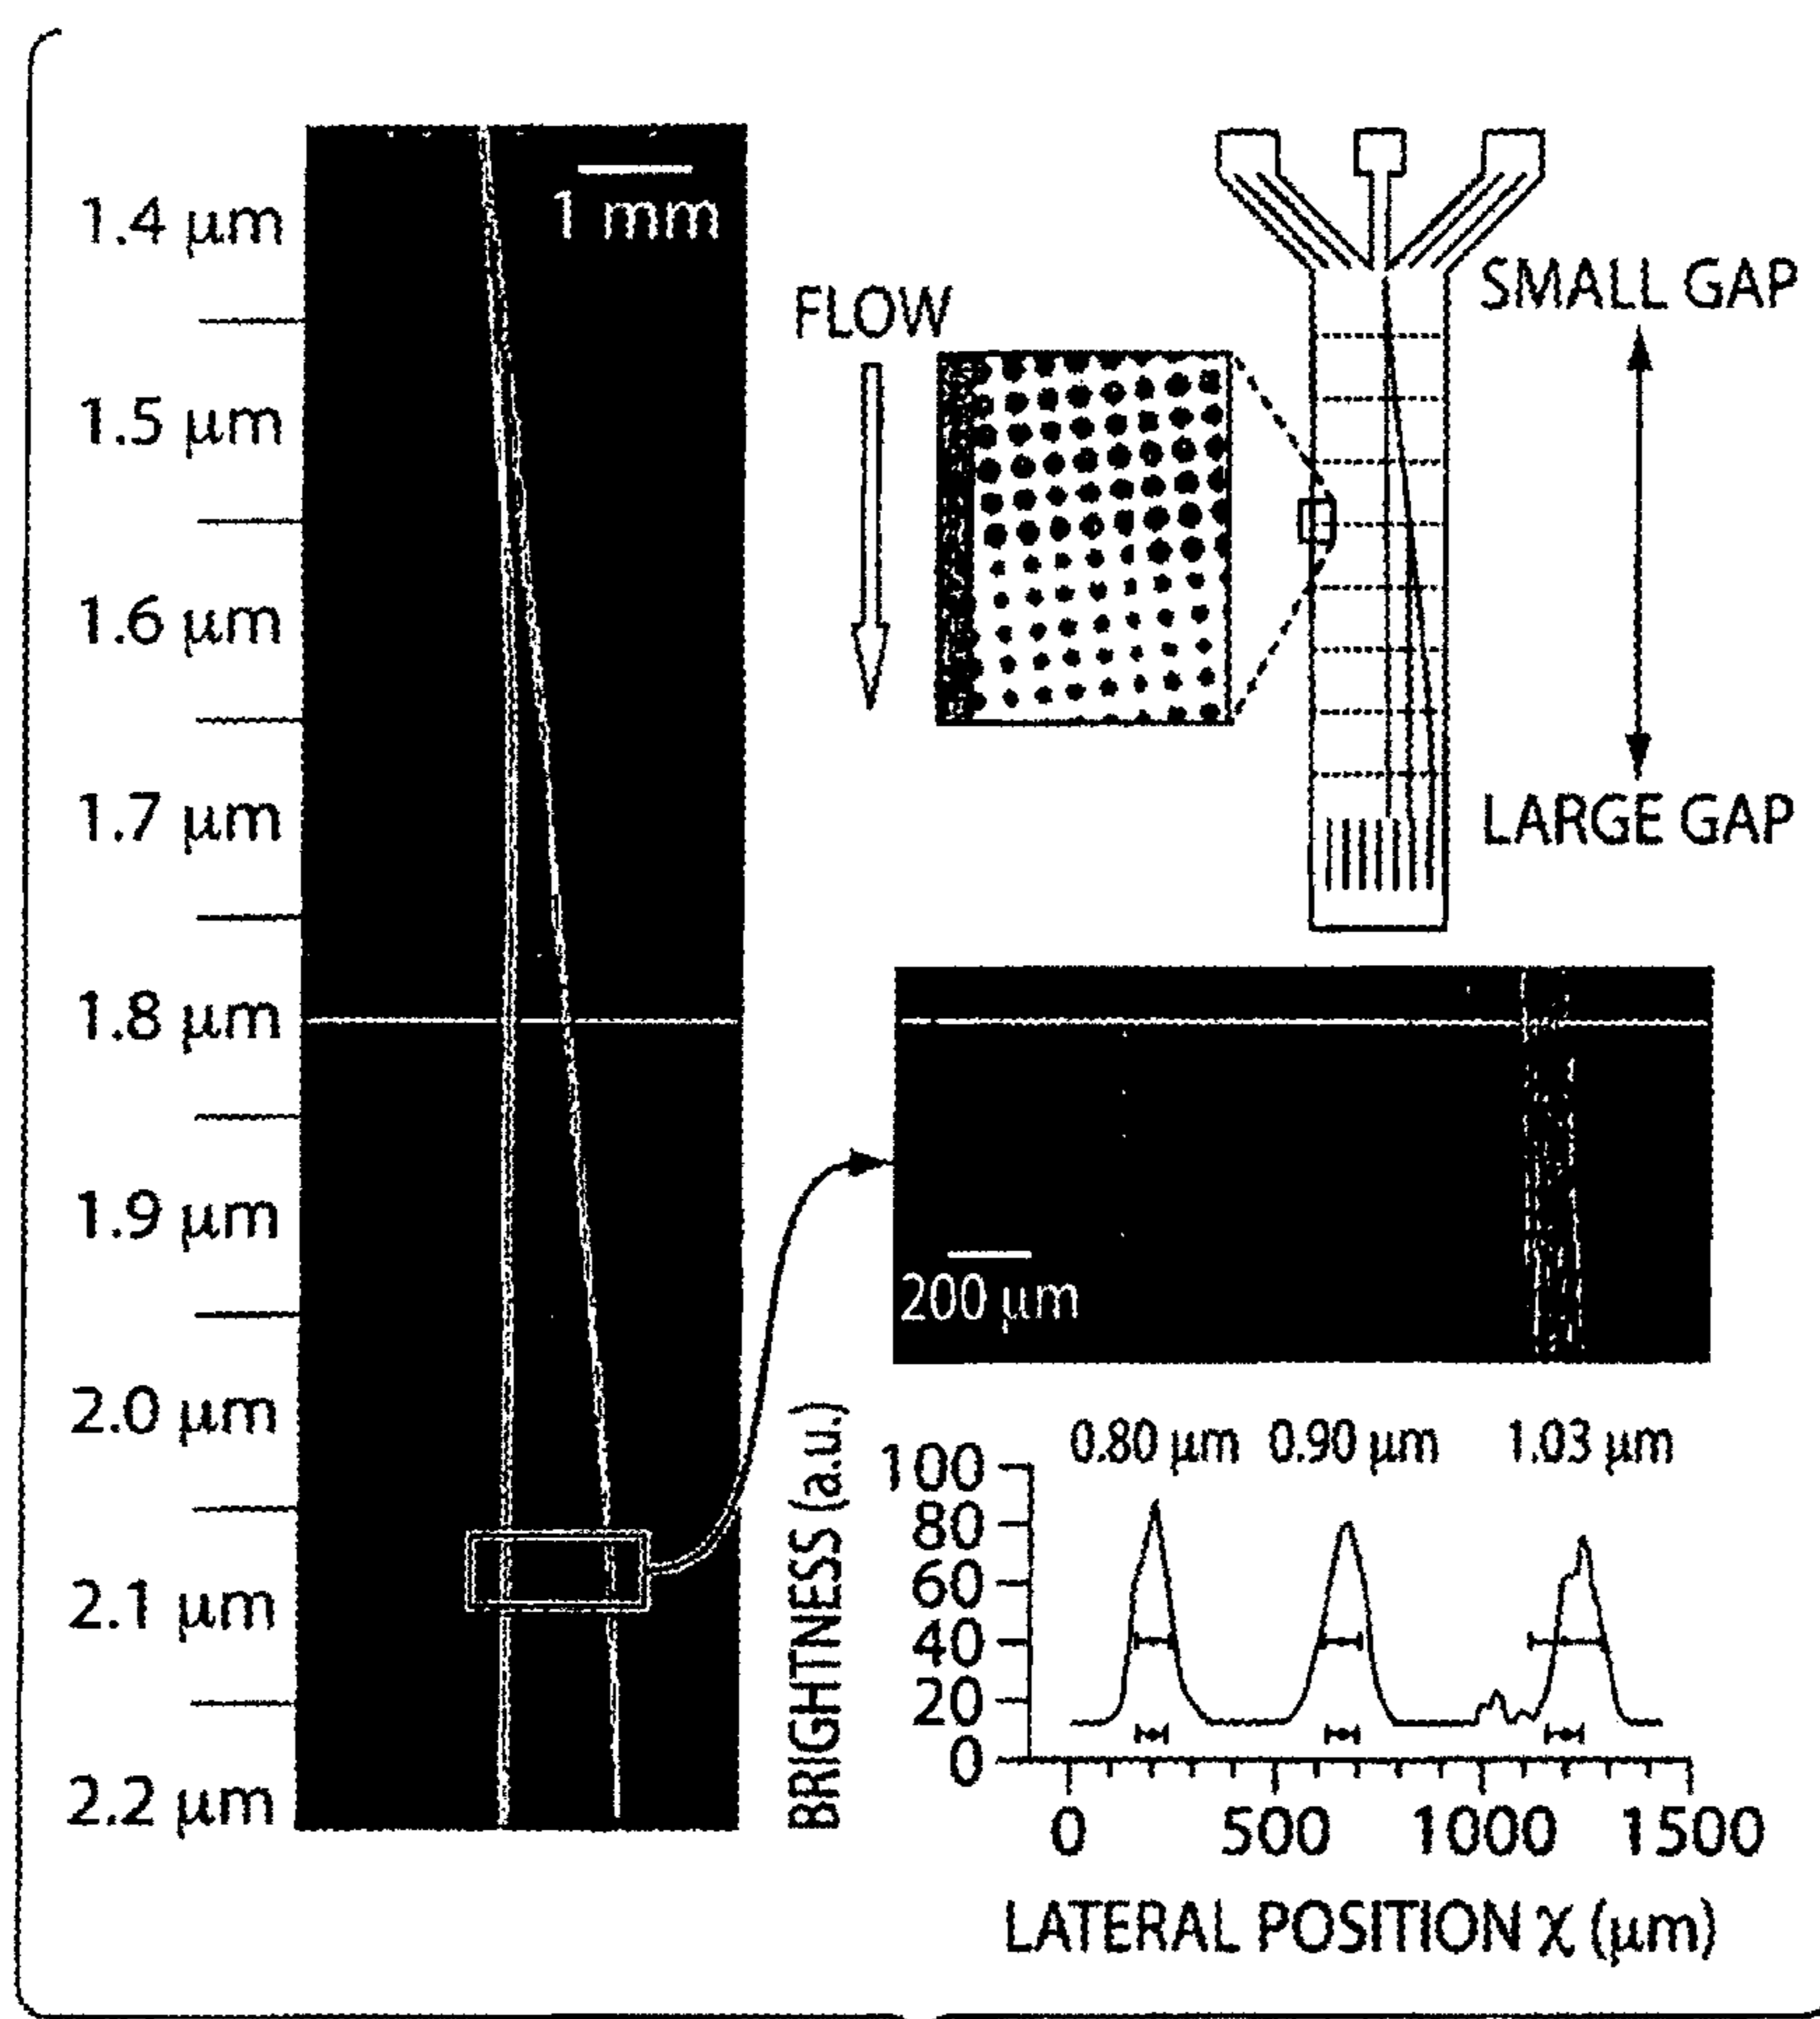 1.4 µm
1.5 µm
1.6 µm
1.7 µm
1.8 µm
1.9 µm
2.0 µm
2.1 µm
2.2 µm
1 mm
FLOW
SMALL GAP
LARGE GAP
200 µm
0.80 µm 0.90 µm 1.03 µm
BRIGHTNESS (a.u.)
100
80
60
40
20
0
0 500 1000 1500
LATERAL POSITION χ (µm)